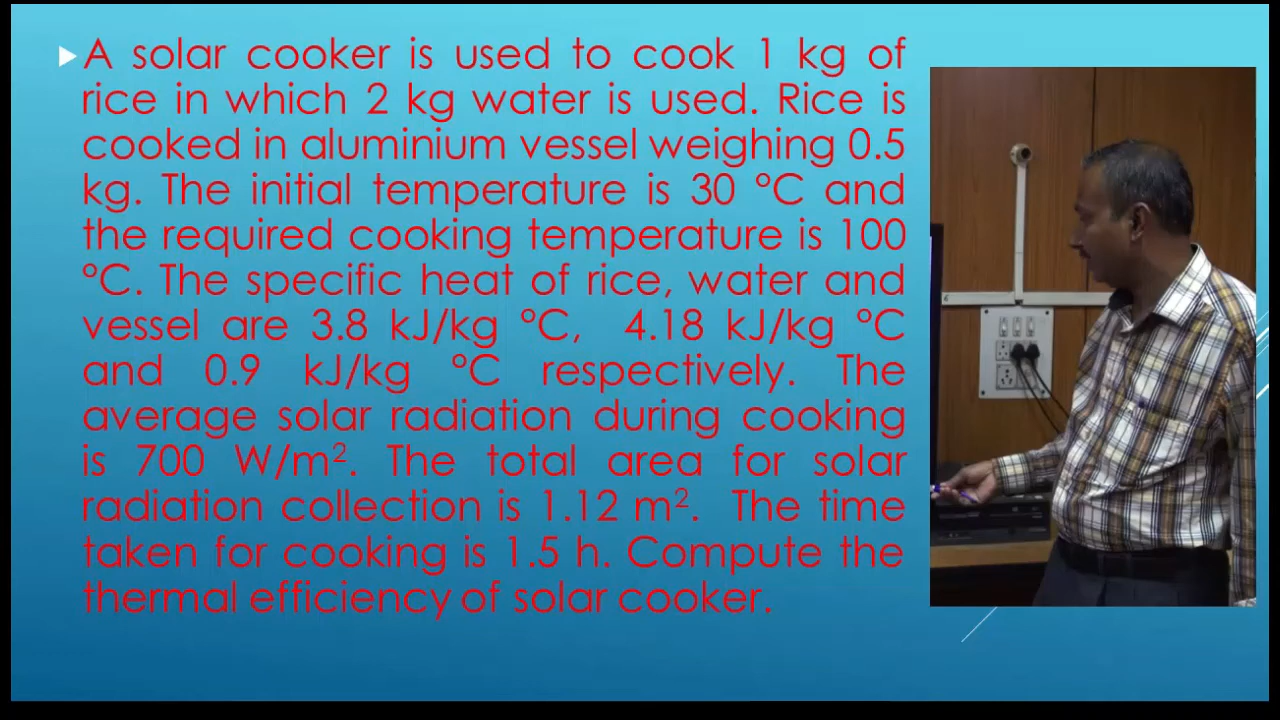 A solar cooker is used to cook 1 kg of
rice in which 2 kg water is used. Rice is
cooked in aluminium vessel weighing 0.5
kg. The initial temperature is 30 °C and
the required cooking temperature is 100
°C. The specific heat of rice, water and
vessel are 3.8 kJ/kg °C, 4.18 kJ/kg °C
and 0.9 kJ/kg °C respectively. The
average solar radiation during cooking
is 700 W/m². The total area for solar
radiation collection is 1.12 m². The time
taken for cooking is 1.5 h. Compute the
thermal efficiency of solar cooker.